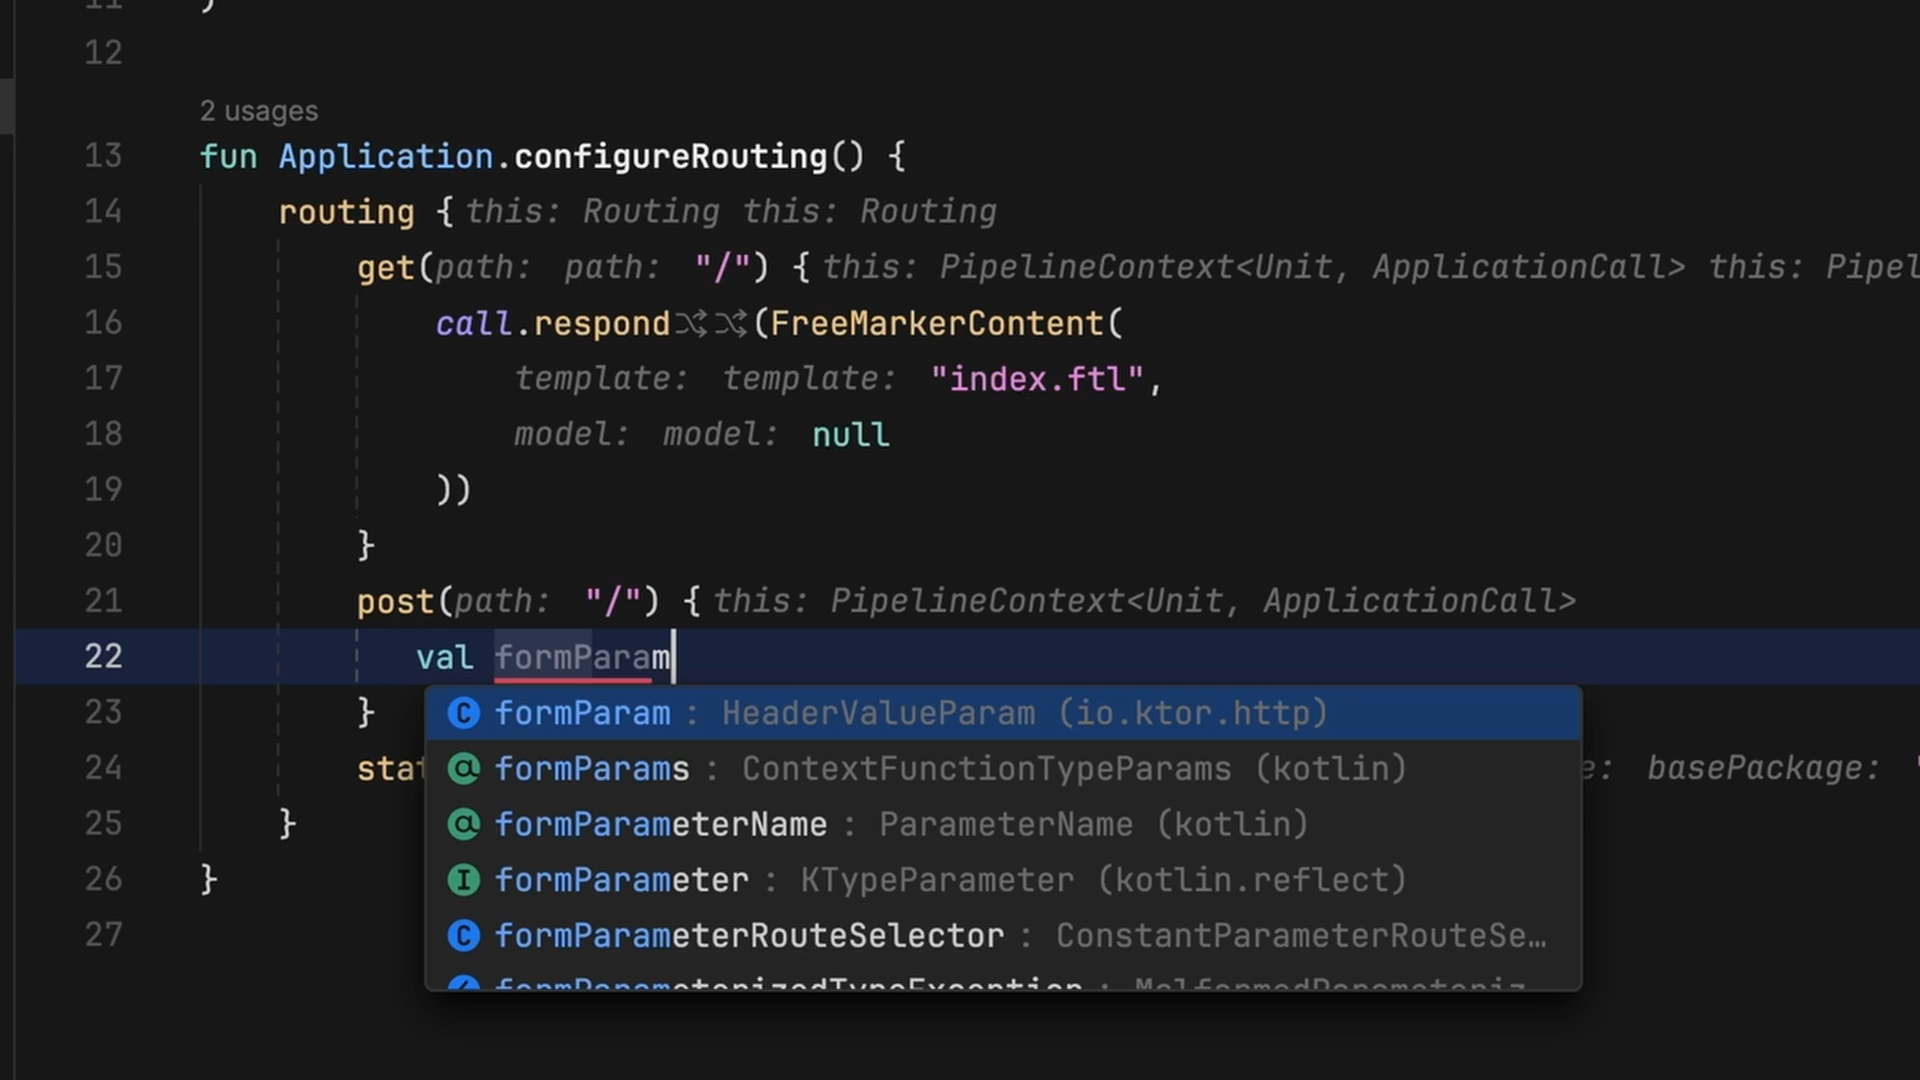 11 }
12
2 usages
13 fun Application.configureRouting() {
14 routing { this: Routing this: Routing
15 get(path: path: "/") { this: PipelineContext<Unit, ApplicationCall> this: Pipel
16 call.respond(FreeMarkerContent(
17 template: template: "index.ftl",
18 model: model: null
19 ))
20 }
21 post(path: "/") { this: PipelineContext<Unit, ApplicationCall>
22 val formParam
23 }
formParam : HeaderValueParam (io.ktor.http)
24 stat
formParams : ContextFunctionTypeParams (kotlin)
e: basePackage: "
formParameterName : ParameterName (kotlin)
25 }
formParameter : KTypeParameter (kotlin.reflect)
26 }
formParameterRouteSelector : ConstantParameterRouteSe…
27
formParameterizedTypeException : MalformedParameteriz